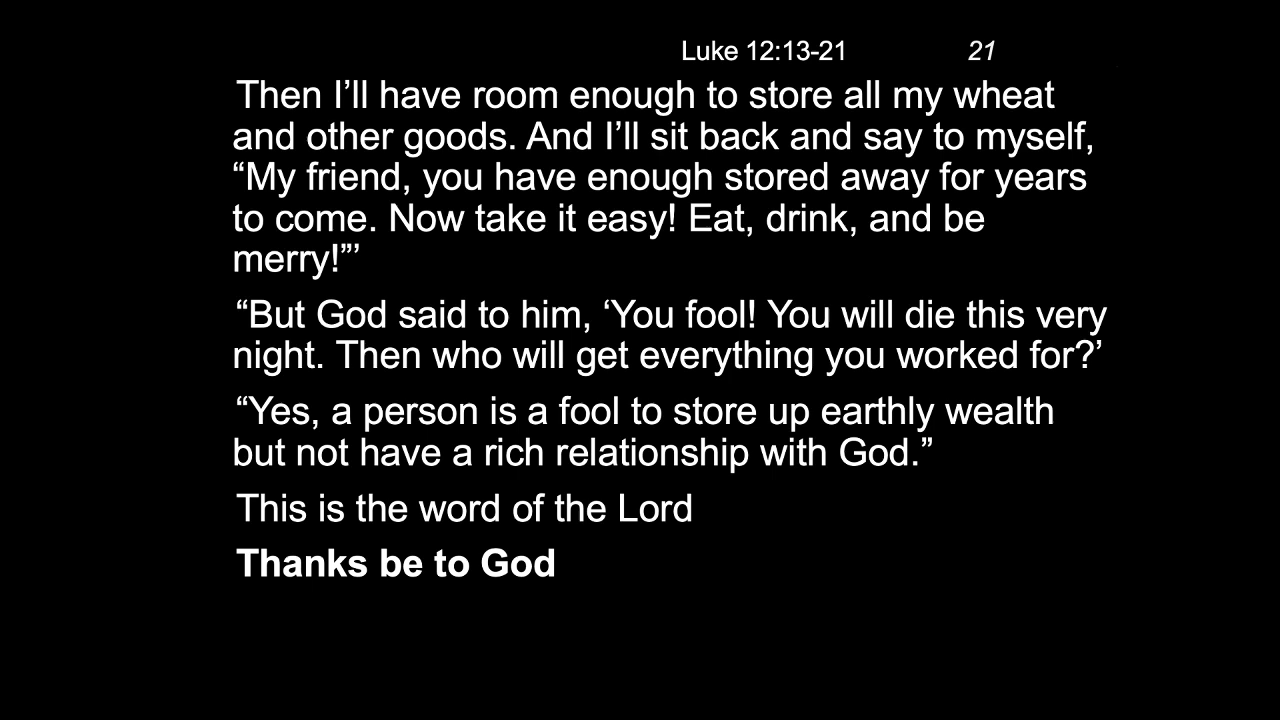 Luke 12:13-21 21
Then I’ll have room enough to store all my wheat
and other goods. And I’ll sit back and say to myself,
“My friend, you have enough stored away for years
to come. Now take it easy! Eat, drink, and be
merry!”’
“But God said to him, ‘You fool! You will die this very
night. Then who will get everything you worked for?’
“Yes, a person is a fool to store up earthly wealth
but not have a rich relationship with God.”
This is the word of the Lord
Thanks be to God